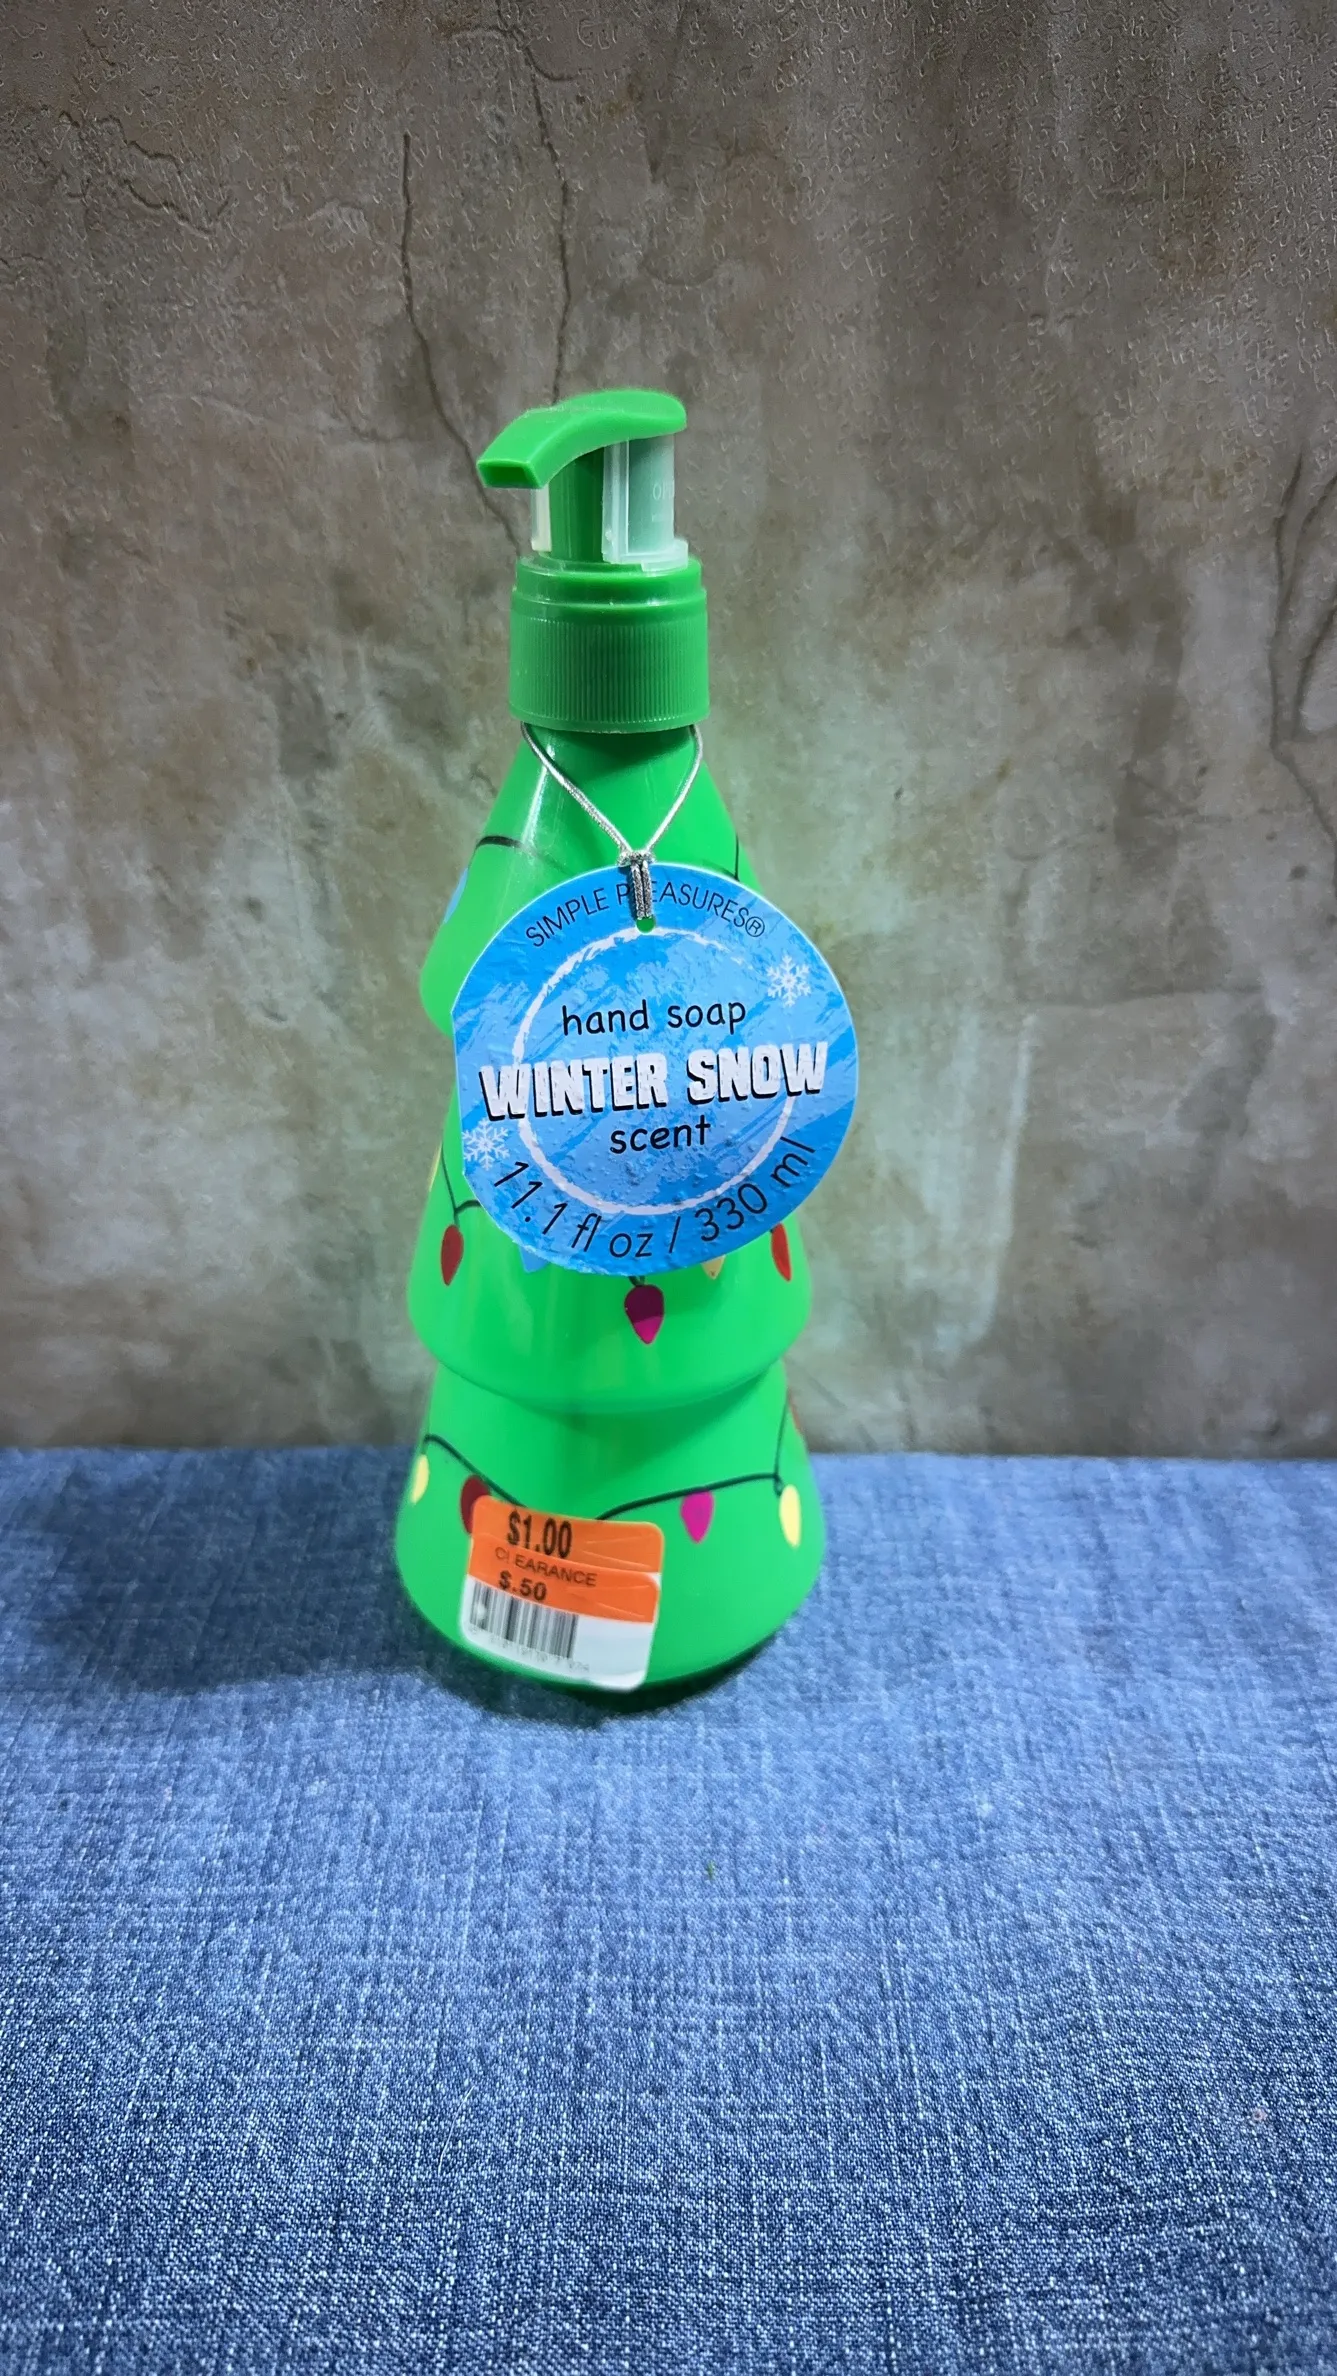 SIMPLE PLEASURES®
hand soap
WINTER SNOW
scent
11.1 fl oz / 330 ml
$1.00
CLEARANCE
$.50